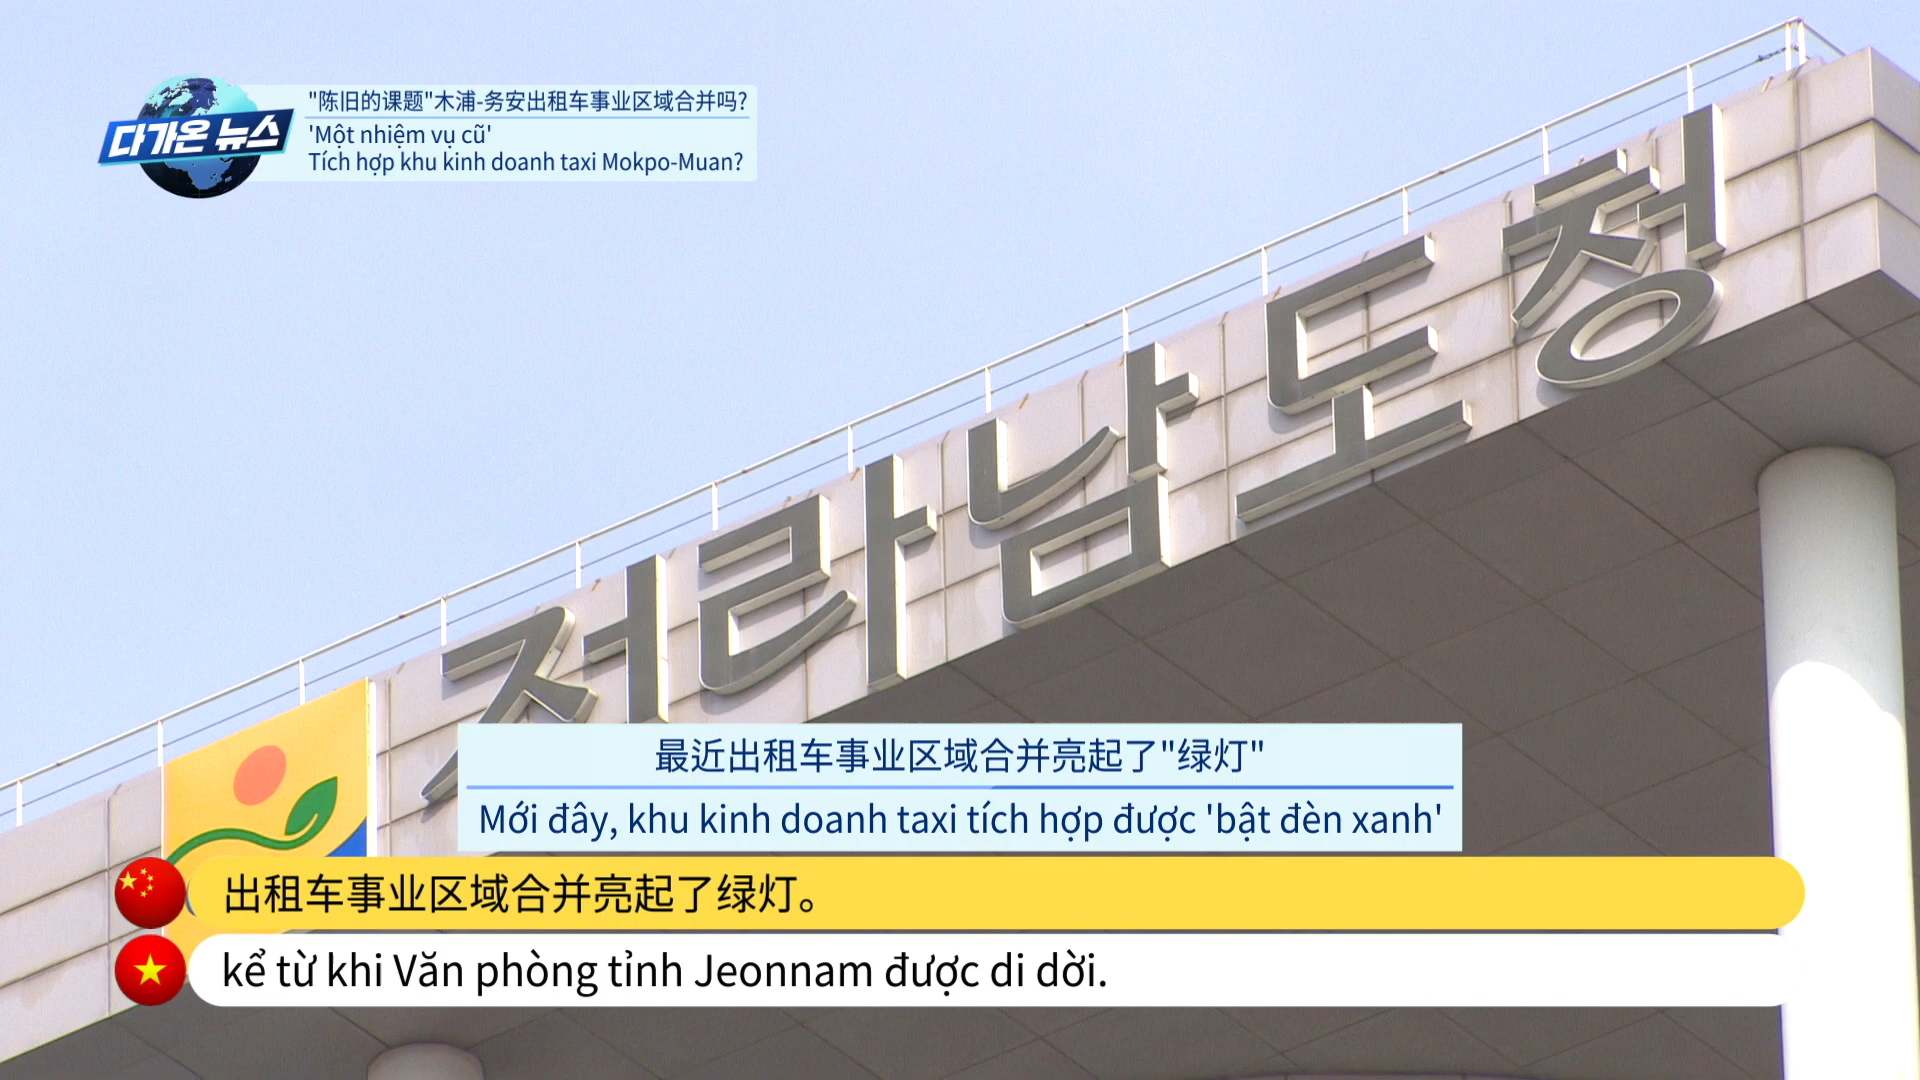 다가온 뉴스
"陈旧的课题"木浦-务安出租车事业区域合并吗?
'Một nhiệm vụ cũ'
Tích hợp khu kinh doanh taxi Mokpo-Muan?
전라남도청
最近出租车事业区域合并亮起了"绿灯"
Mới đây, khu kinh doanh taxi tích hợp được 'bật đèn xanh'
出租车事业区域合并亮起了绿灯。
kể từ khi Văn phòng tỉnh Jeonnam được di dời.